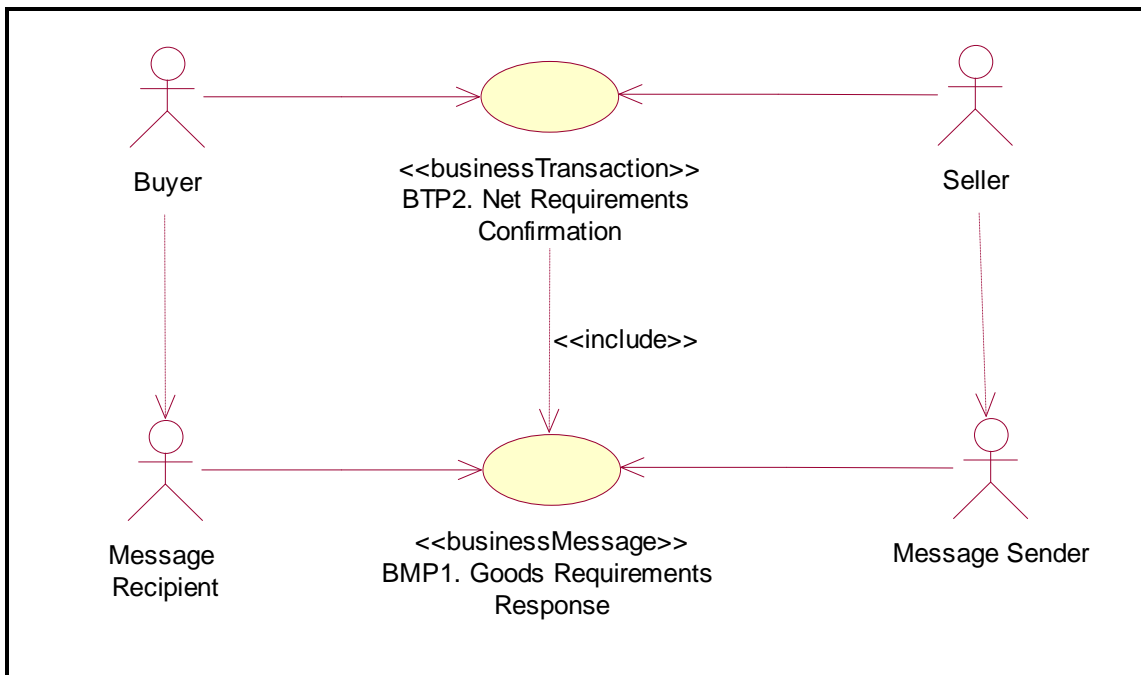 Buyer
<<businessTransaction>>
BTP2. Net Requirements
Confirmation
Seller
<<include>>
Message
Recipient
<<businessMessage>>
BMP1. Goods Requirements
Response
Message Sender